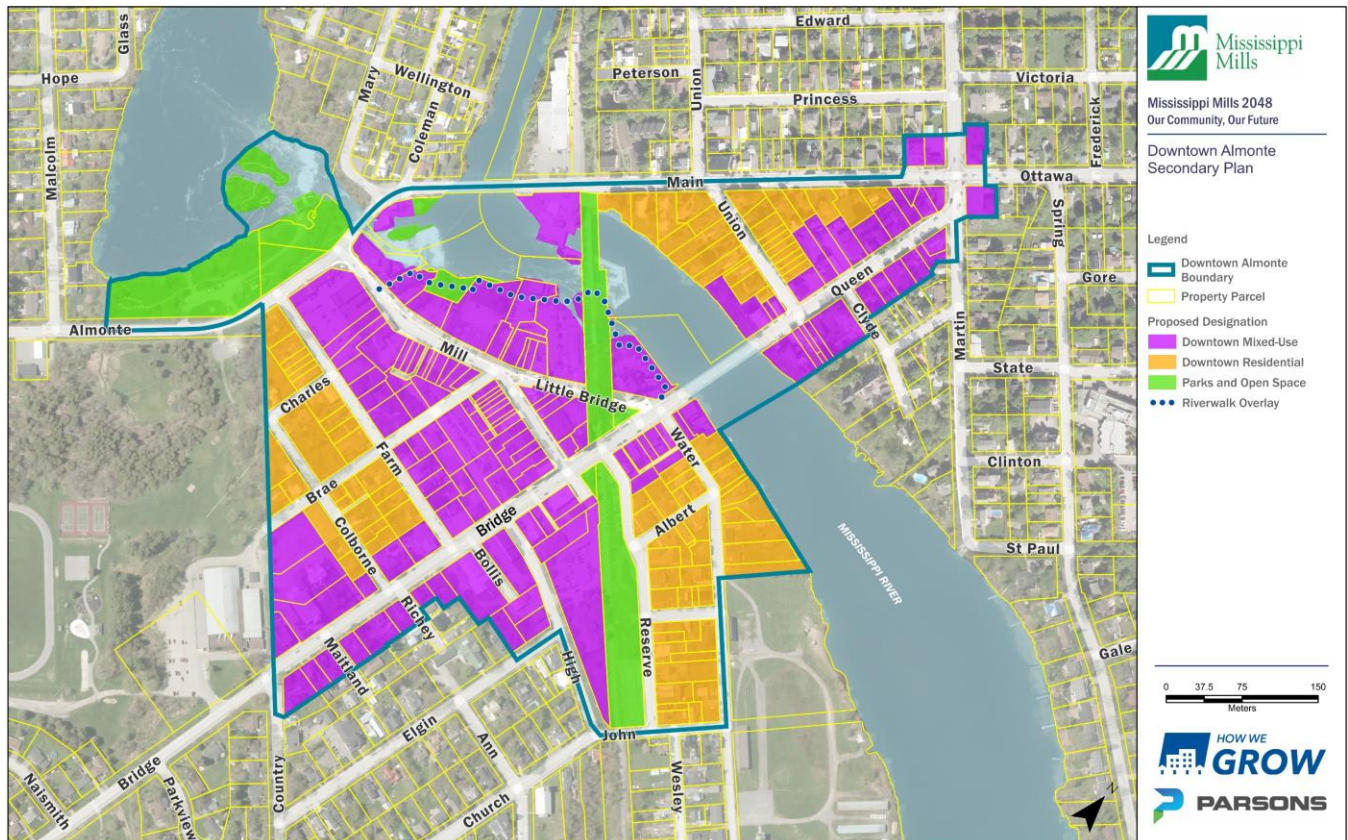 Edward
Glass
Hope
Wellington
Mary
Coleman
Peterson
Union
Victoria
Princess
Frederick
Malcolm
Main
Ottawa
Union
Spring
Queen
Gore
Clyde
Almonte
Martin
Mill
State
Charles
Little Bridge
Farm
Water
Clinton
Brae
Colborne
Bridge
Albert
St Paul
Bollis
MISSISSIPPI RIVER
Richey
Maitland
Reserve
High
Gale
Elgin
Ann
John
Bridge
Country
Wesley
Naismith
Parkview
Church
N
Mississippi
Mills
Mississippi Mills 2048
Our Community, Our Future
Downtown Almonte
Secondary Plan
Legend
Downtown Almonte
Boundary
Property Parcel
Proposed Designation
Downtown Mixed-Use
Downtown Residential
Parks and Open Space
Riverwalk Overlay
0 37.5 75 150
Meters
HOW WE
GROW
PARSONS